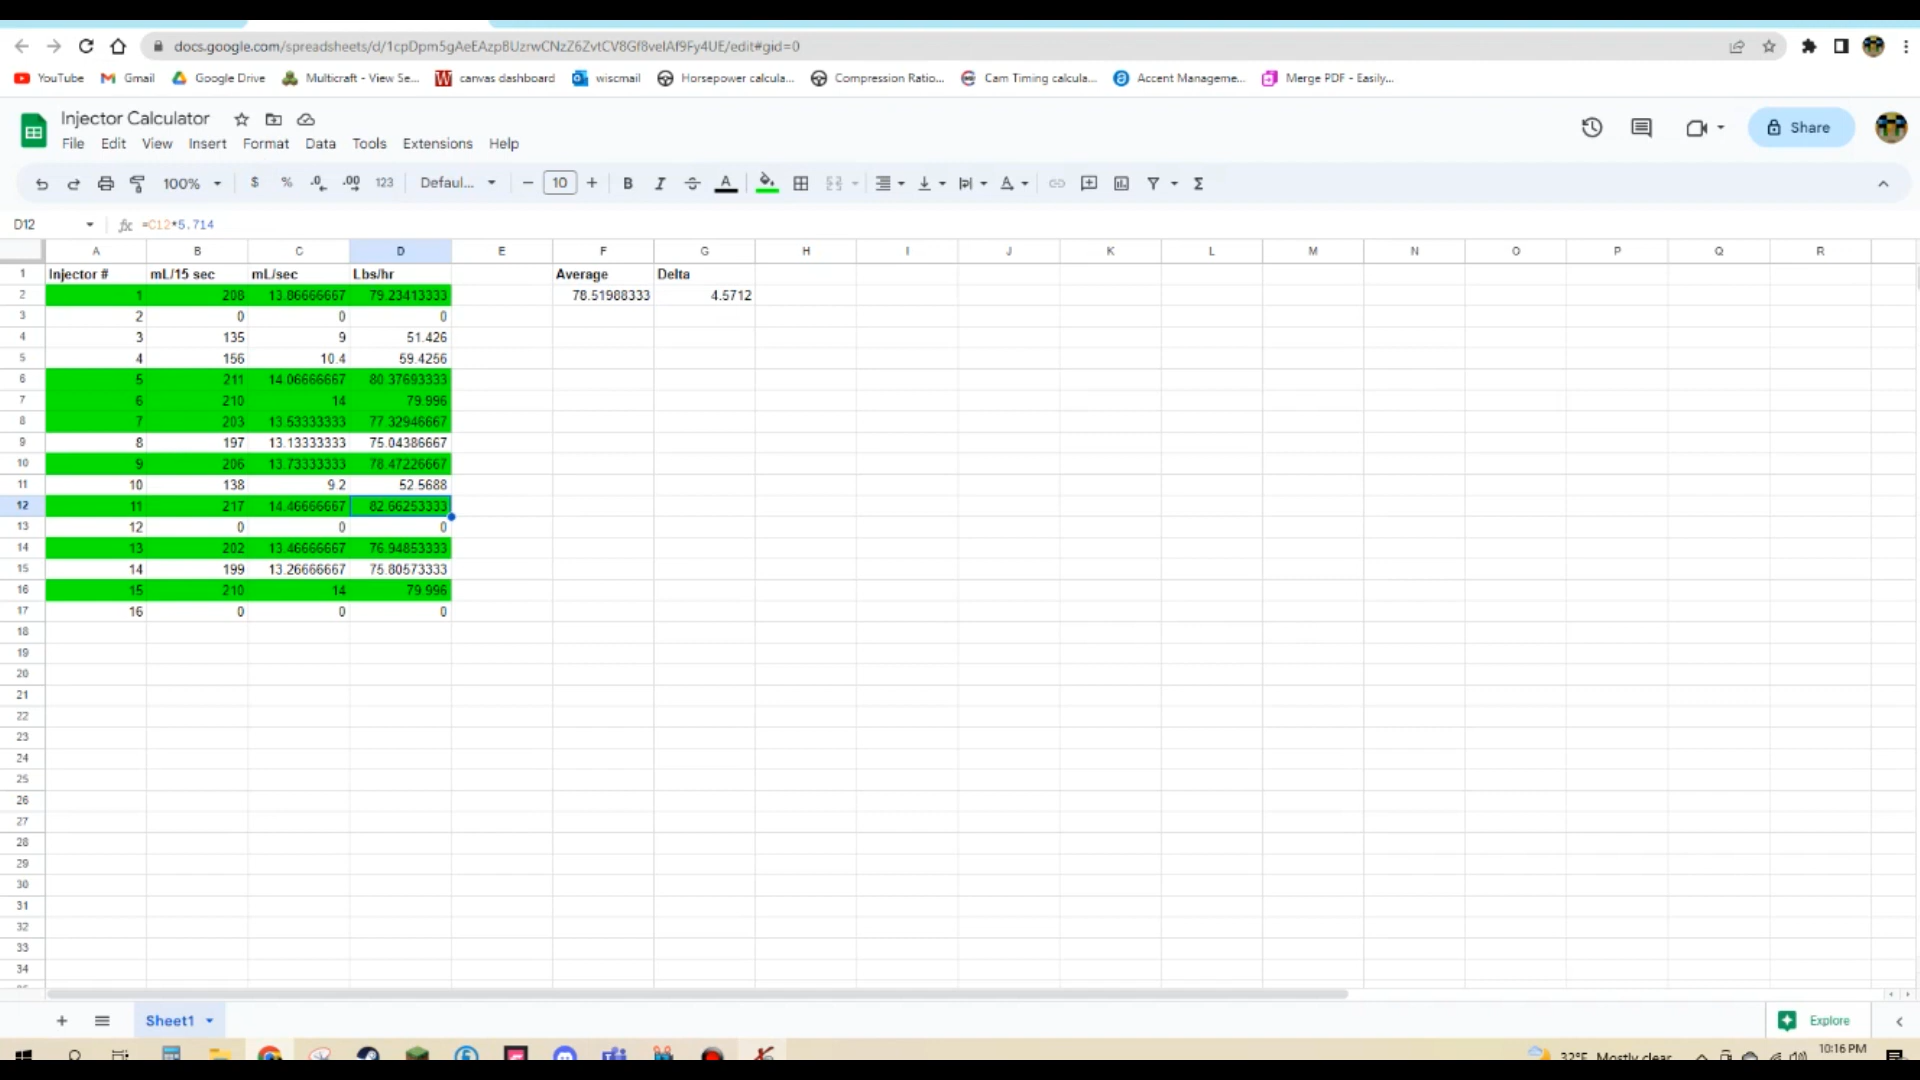 docs.google.com/spreadsheets/d/1cpDpm5gAeEAzpBUzrwCNzZ6ZvtCV8Gf8velAf9Fy4UE/edit#gid=0
YouTube Gmail Google Drive Multicraft - View Se... canvas dashboard wiscmail Horsepower calcula... Compression Ratio... Cam Timing calcula... Accent Manageme... Merge PDF - Easily...
Injector Calculator
File Edit View Insert Format Data Tools Extensions Help
Share
100% $ % .0 .00 123 Defaul... − 10 + B I A Σ
D12 fx =C12*5.714
A B C D E F G H I J K L M N O P Q R
1 Injector # mL/15 sec mL/sec Lbs/hr Average Delta
2 1 208 13.86666667 79.23413333 78.51988333 4.5712
3 2 0 0 0
4 3 135 9 51.426
5 4 156 10.4 59.4256
6 5 211 14.06666667 80.37693333
7 6 210 14 79.996
8 7 203 13.53333333 77.32946667
9 8 197 13.13333333 75.04386667
10 9 206 13.73333333 78.47226667
11 10 138 9.2 52.5688
12 11 217 14.46666667 82.66253333
13 12 0 0 0
14 13 202 13.46666667 76.94853333
15 14 199 13.26666667 75.80573333
16 15 210 14 79.996
17 16 0 0 0
18
19
20
21
22
23
24
25
26
27
28
29
30
31
32
33
34
+ Sheet1 Explore
32°F Mostly clear 10:16 PM